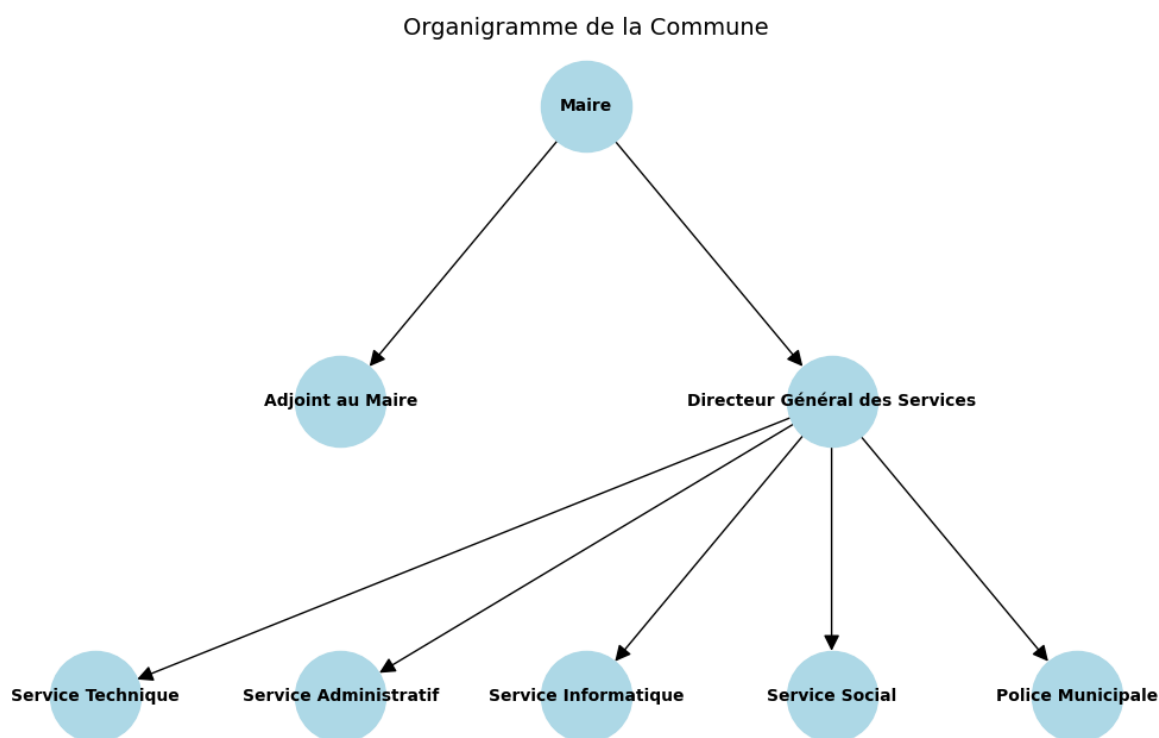 Organigramme de la Commune
Maire
Adjoint au Maire
Directeur Général des Services
Service Technique
Service Administratif
Service Informatique
Service Social
Police Municipale